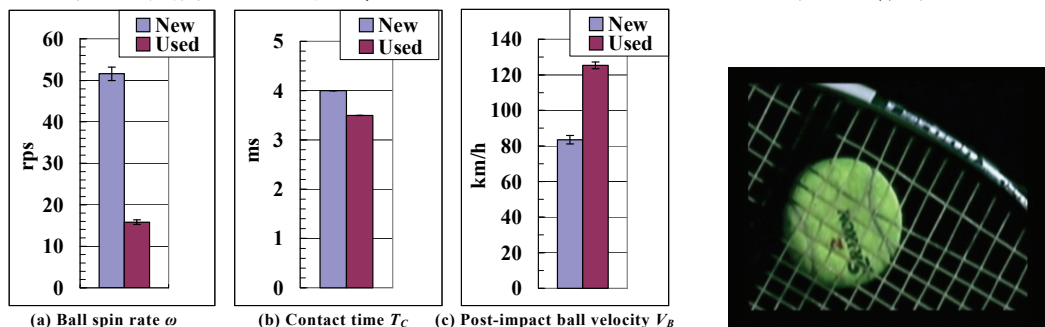 New
Used
60
50
40
30
20
10
0
rps
(a) Ball spin rate ω
New
Used
5
4
3
2
1
0
ms
(b) Contact time T_C
New
Used
140
120
100
80
60
40
20
0
km/h
(c) Post-impact ball velocity V_B
SRIXON